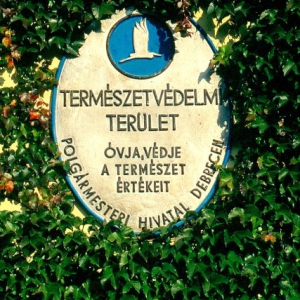 TERMÉSZETVÉDELMI
TERÜLET
ÓVJA, VÉDJE
A TERMÉSZET
ÉRTÉKEIT
POLGÁRMESTERI HIVATAL DEBRECEN